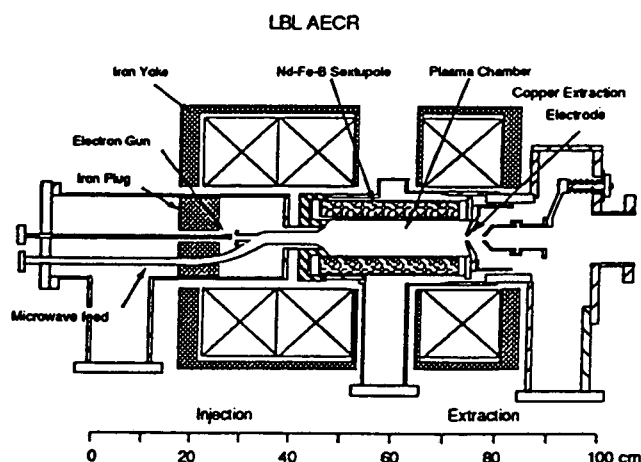 LBL AECR
Iron Yoke
Nd-Fe-B Sextupole
Plasma Chamber
Copper Extraction
Electrode
Electron Gun
Iron Plug
Microwave feed
Injection
Extraction
0 20 40 60 80 100 cm